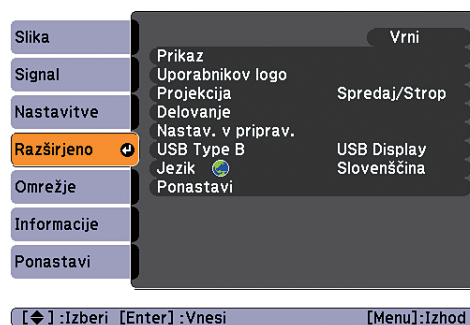 Slika
Signal
Nastavitve
Razširjeno
Omrežje
Informacije
Ponastavi
Vrni
Prikaz
Uporabnikov logo
Projekcija Spredaj/Strop
Delovanje
Nastav. v priprav.
USB Type B USB Display
Jezik Slovenščina
Ponastavi
[◆] :Izberi [Enter] :Vnesi [Menu]:Izhod